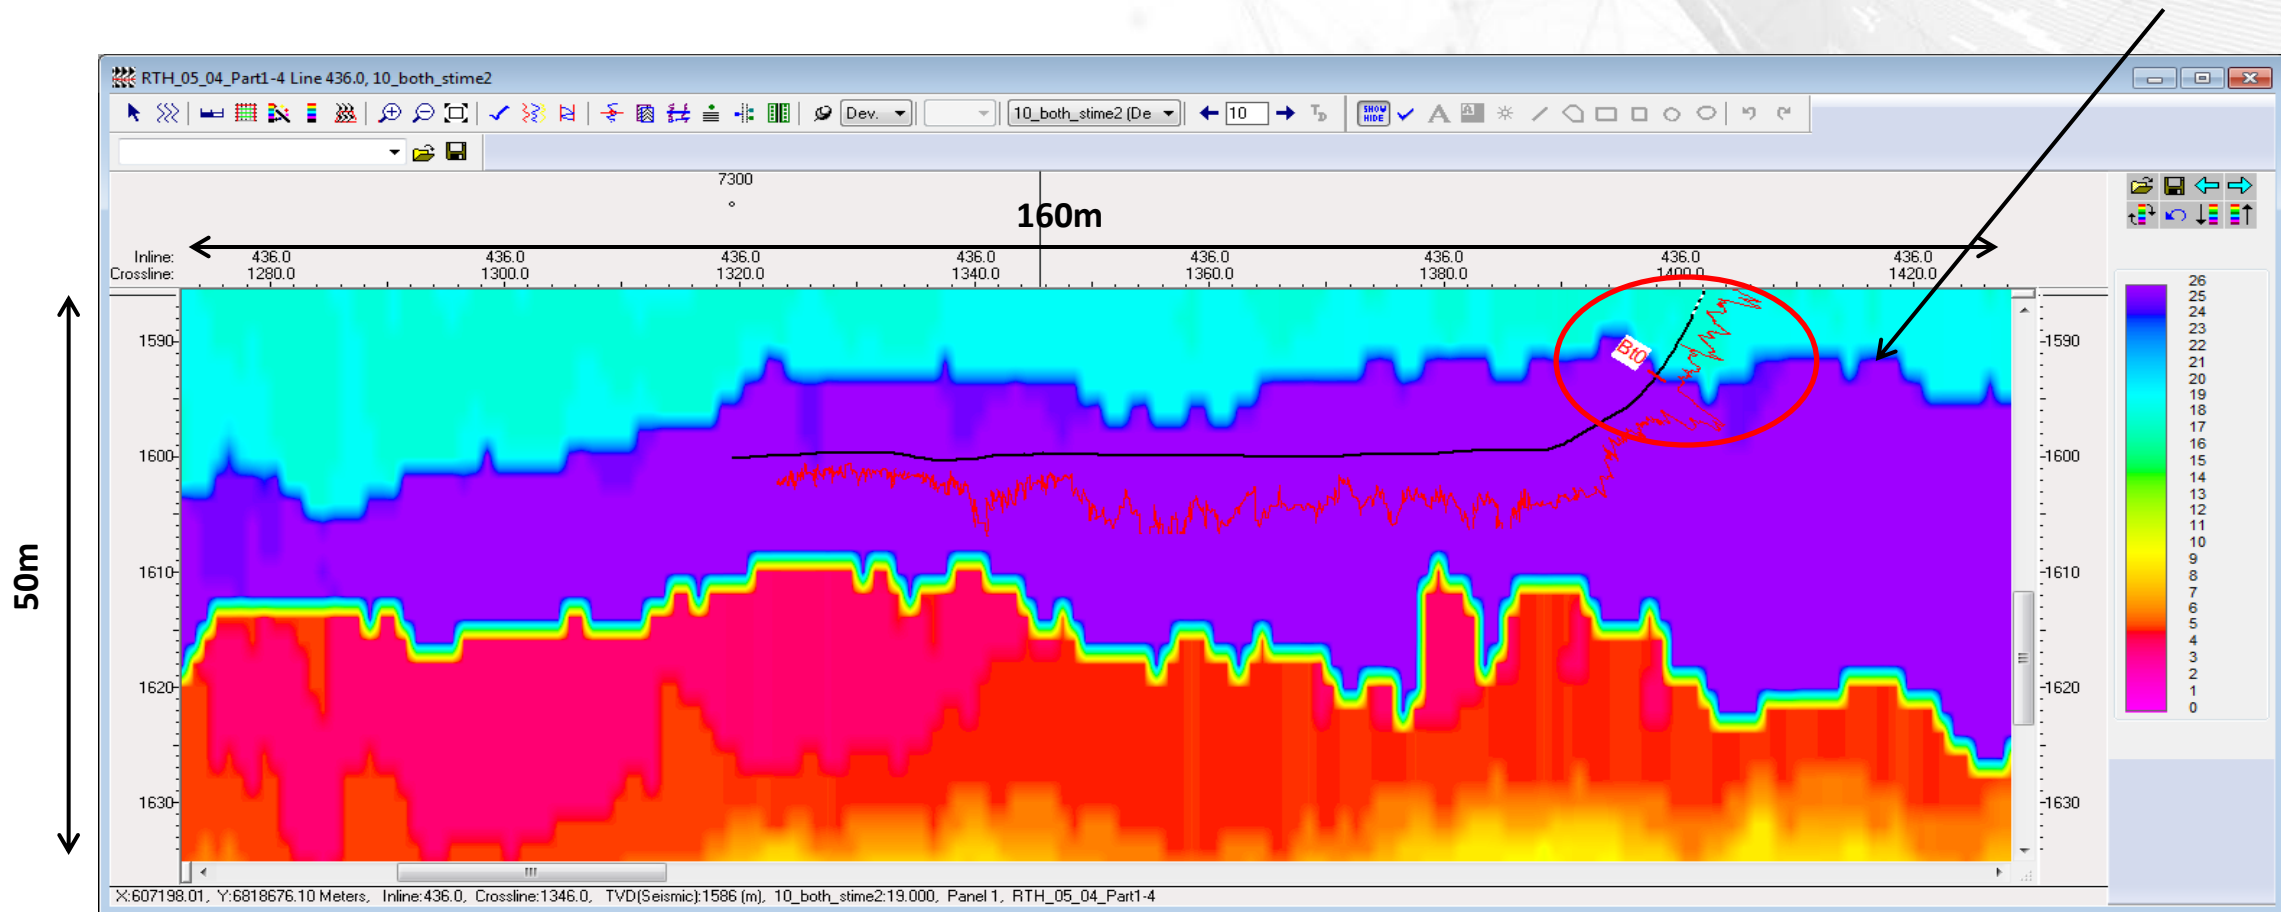 RTH_05_04_Part1-4 Line 436.0, 10_both_stime2
Dev.
10_both_stime2 (De
10
TD
SHOW HIDE
A
7300
160m
Inline: 436.0 436.0 436.0 436.0 436.0 436.0 436.0 436.0
Crossline: 1280.0 1300.0 1320.0 1340.0 1360.0 1380.0 1400.0 1420.0
50m
1590 1590
1600 1600
1610 1610
1620 1620
1630 1630
Bt0
26
25
24
23
22
21
20
19
18
17
16
15
14
13
12
11
10
9
8
7
6
5
4
3
2
1
0
X:607198.01, Y:6818676.10 Meters, Inline:436.0, Crossline:1346.0, TVD(Seismic):1586 (m), 10_both_stime2:19.000, Panel 1, RTH_05_04_Part1-4